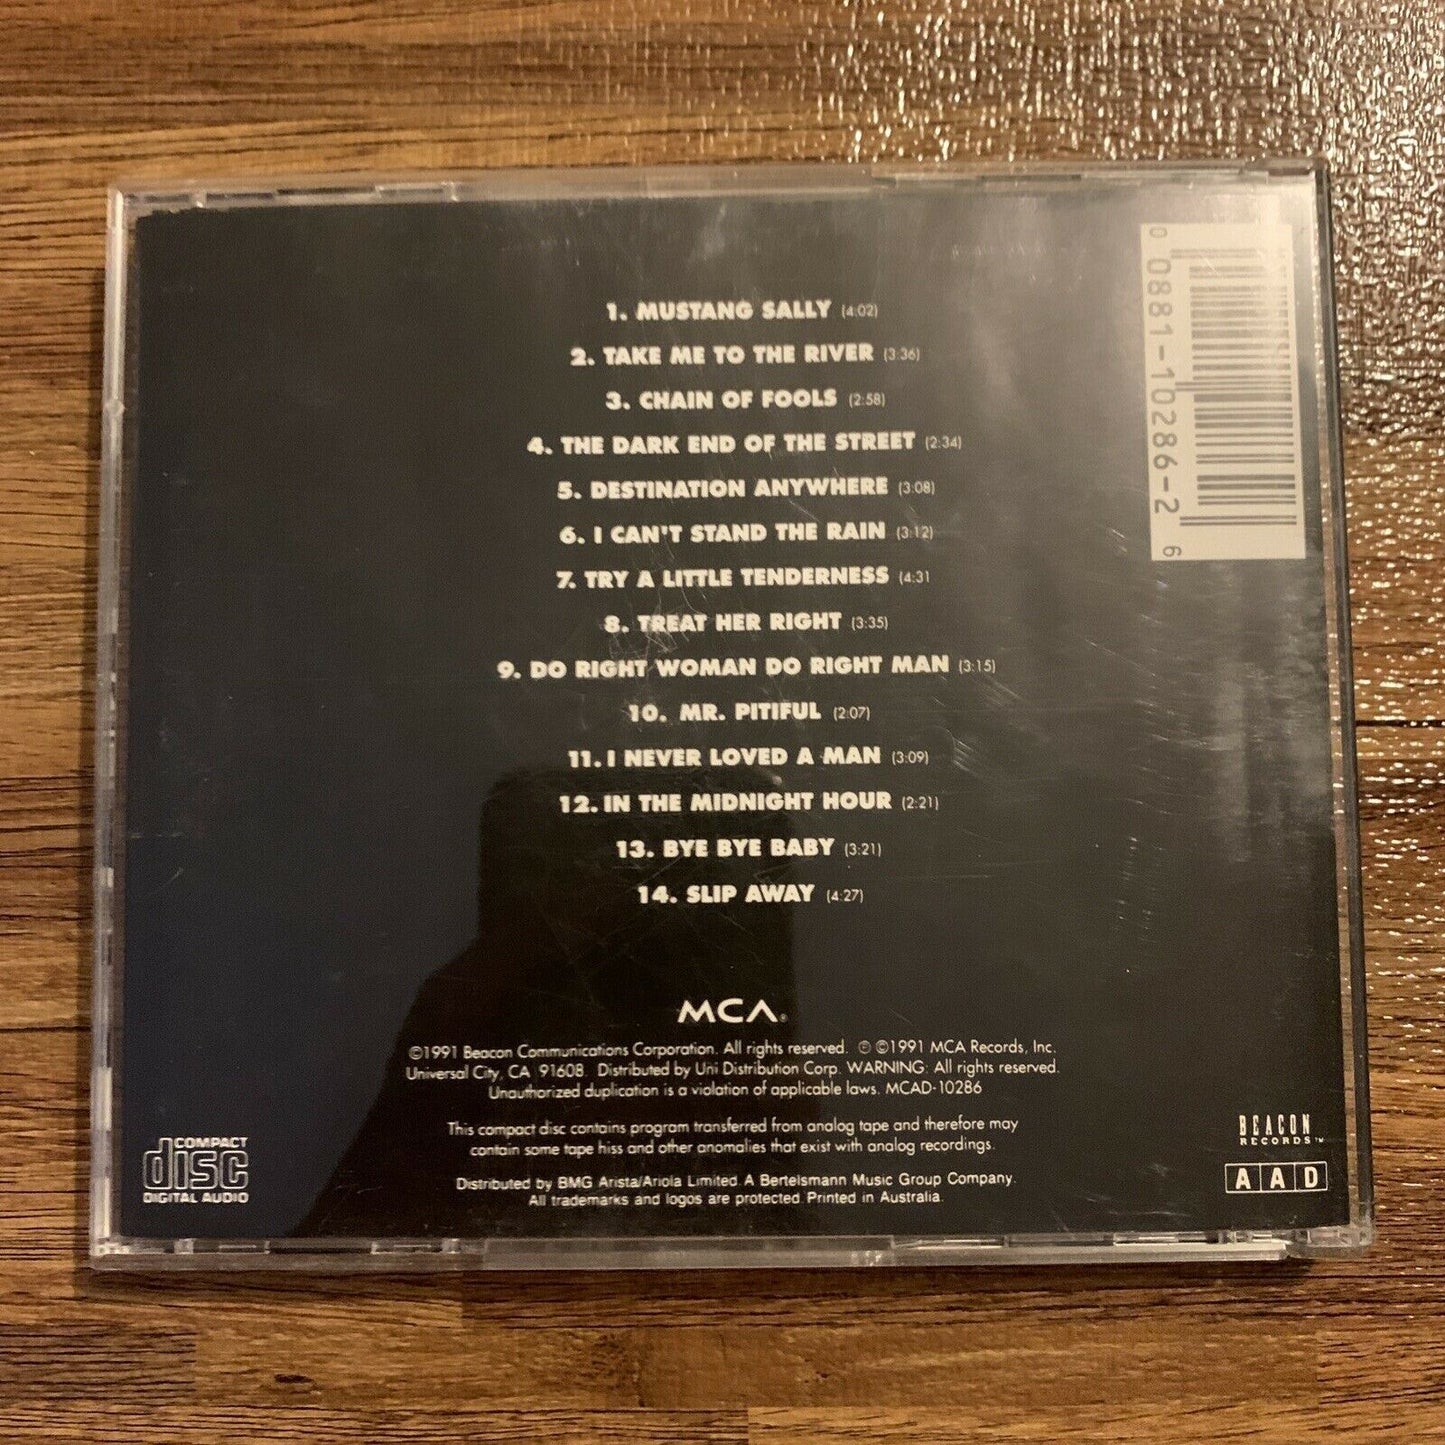 1. MUSTANG SALLY (4:02)
2. TAKE ME TO THE RIVER (3:36)
3. CHAIN OF FOOLS (2:58)
4. THE DARK END OF THE STREET (2:34)
5. DESTINATION ANYWHERE (3:08)
6. I CAN'T STAND THE RAIN (3:12)
7. TRY A LITTLE TENDERNESS (4:31
8. TREAT HER RIGHT (3:35)
9. DO RIGHT WOMAN DO RIGHT MAN (3:15)
10. MR. PITIFUL (2:07)
11. I NEVER LOVED A MAN (3:09)
12. IN THE MIDNIGHT HOUR (2:21)
13. BYE BYE BABY (3:21)
14. SLIP AWAY (4:27)
8 0881-10286-2 6
MCA®
©1991 Beacon Communications Corporation. All rights reserved. ℗ ©1991 MCA Records, Inc.
Universal City, CA 91608. Distributed by Uni Distribution Corp. WARNING: All rights reserved.
Unauthorized duplication is a violation of applicable laws. MCAD-10286
This compact disc contains program transferred from analog tape and therefore may
contain some tape hiss and other anomalies that exist with analog recordings.
Distributed by BMG Arista/Ariola Limited. A Bertelsmann Music Group Company.
All trademarks and logos are protected. Printed in Australia.
COMPACT
disc
DIGITAL AUDIO
BEACON
RECORDS™
A A D